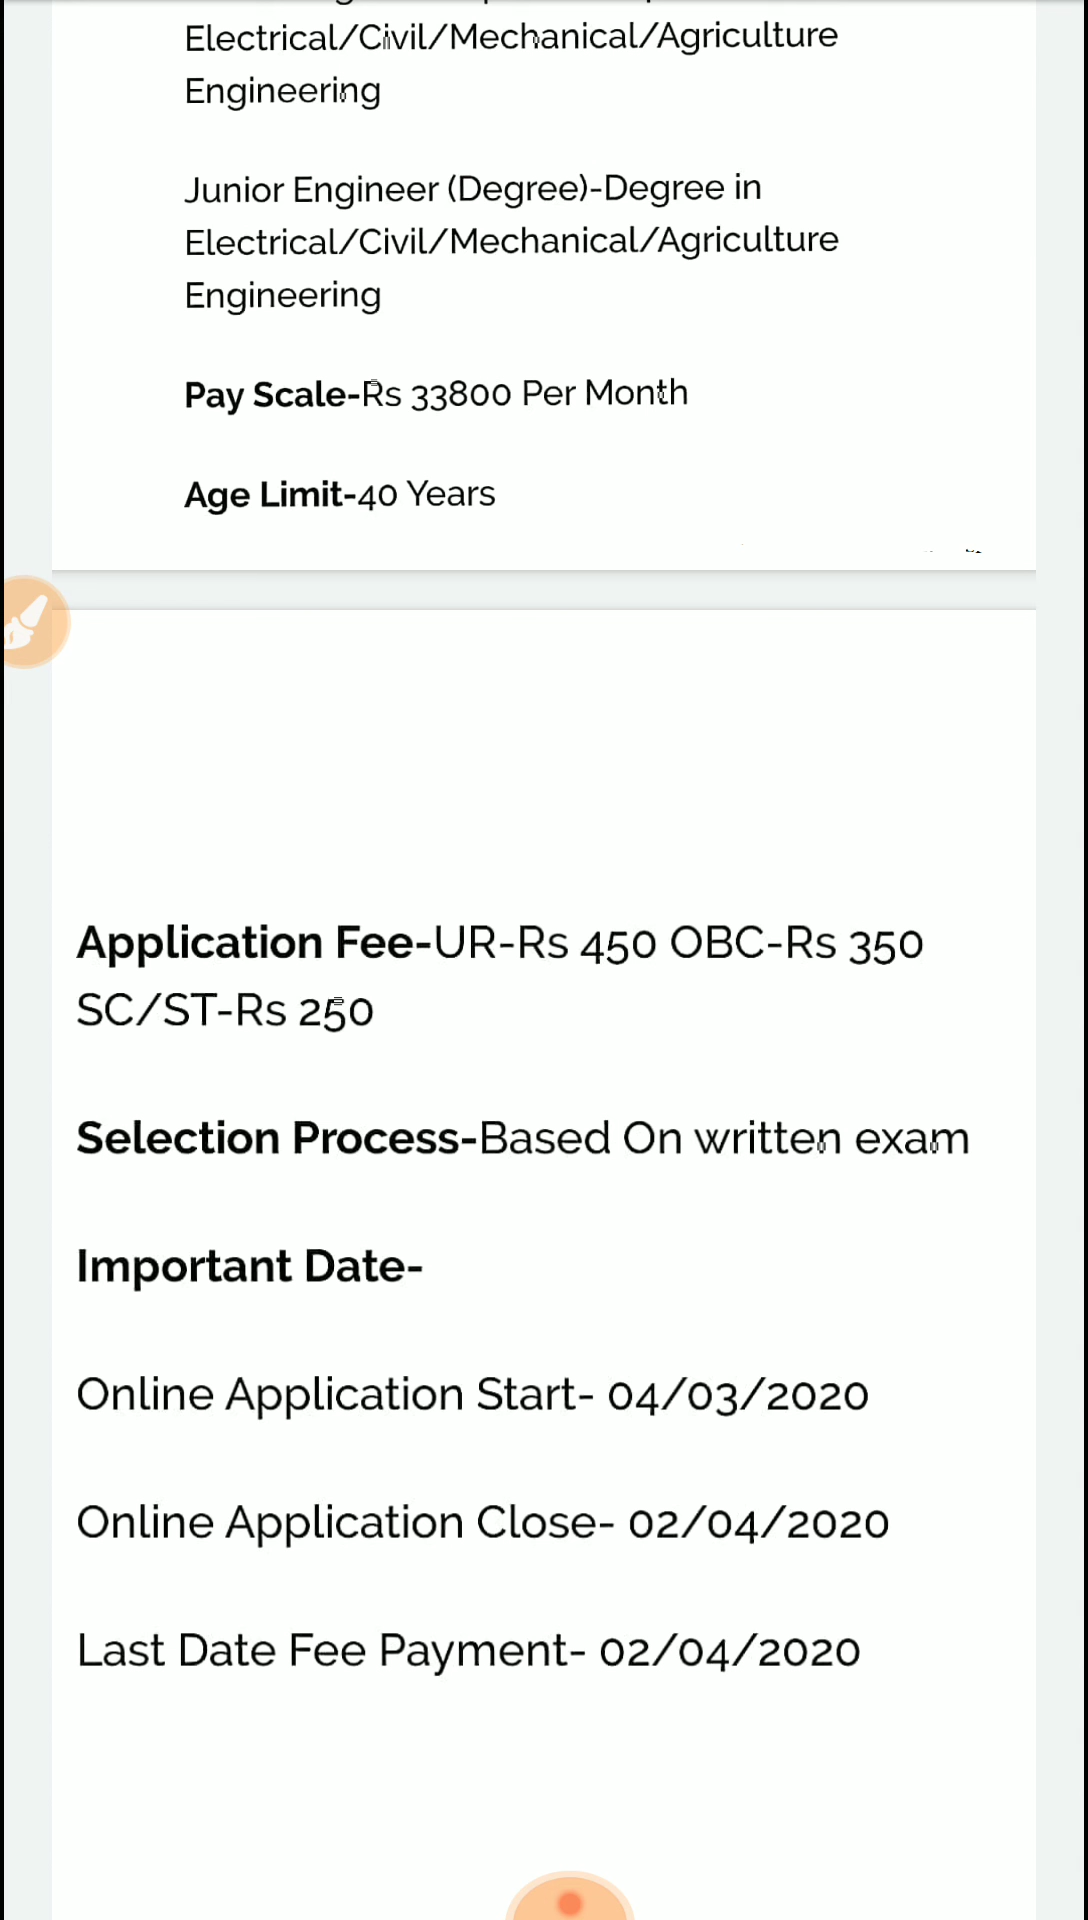 Electrical/Civil/Mechanical/Agriculture
Engineering
Junior Engineer (Degree)-Degree in
Electrical/Civil/Mechanical/Agriculture
Engineering
Pay Scale-Rs 33800 Per Month
Age Limit-40 Years
Application Fee-UR-Rs 450 OBC-Rs 350
SC/ST-Rs 250
Selection Process-Based On written exam
Important Date-
Online Application Start- 04/03/2020
Online Application Close- 02/04/2020
Last Date Fee Payment- 02/04/2020